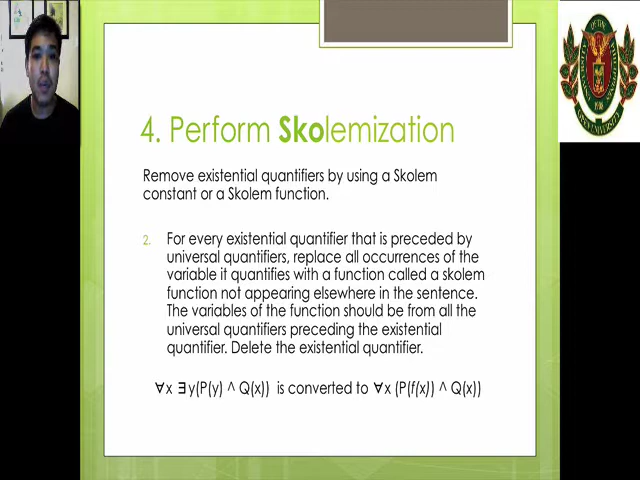 4. Perform Skolemization
Remove existential quantifiers by using a Skolem
constant or a Skolem function.
2. For every existential quantifier that is preceded by
universal quantifiers, replace all occurrences of the
variable it quantifies with a function called a skolem
function not appearing elsewhere in the sentence.
The variables of the function should be from all the
universal quantifiers preceding the existential
quantifier. Delete the existential quantifier.
∀x ∃y(P(y) ^ Q(x)) is converted to ∀x (P(f(x)) ^ Q(x))